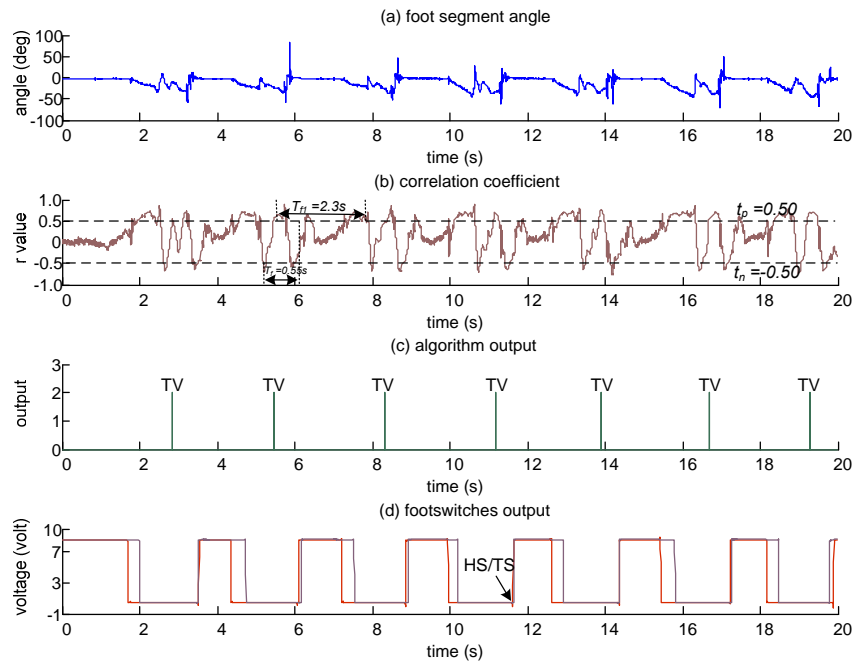 (a) foot segment angle
angle (deg)
100
50
0
-50
-100
0 2 4 6 8 10 12 14 16 18 20
time (s)
(b) correlation coefficient
r value
1.0
0.5
0
-0.5
-1.0
Tf1 =2.3s
tp=0.50
Tr=0.55s
tn=-0.50
0 2 4 6 8 10 12 14 16 18 20
time (s)
(c) algorithm output
output
3
2
1
0
TV TV TV TV TV TV TV
0 2 4 6 8 10 12 14 16 18 20
time (s)
(d) footswitches output
voltage (volt)
10
7
3
-1
HS/TS
0 2 4 6 8 10 12 14 16 18 20
time (s)